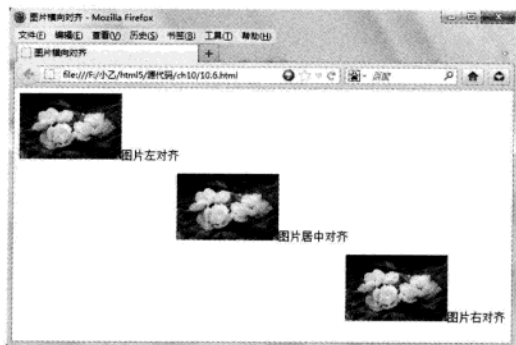 图片横向对齐 - Mozilla Firefox
文件(F) 编辑(E) 查看(V) 历史(S) 书签(B) 工具(T) 帮助(H)
图片横向对齐 +
file:///F:/小乙/html5/源代码/ch10/10.6.html 百度
图片左对齐
图片居中对齐
图片右对齐